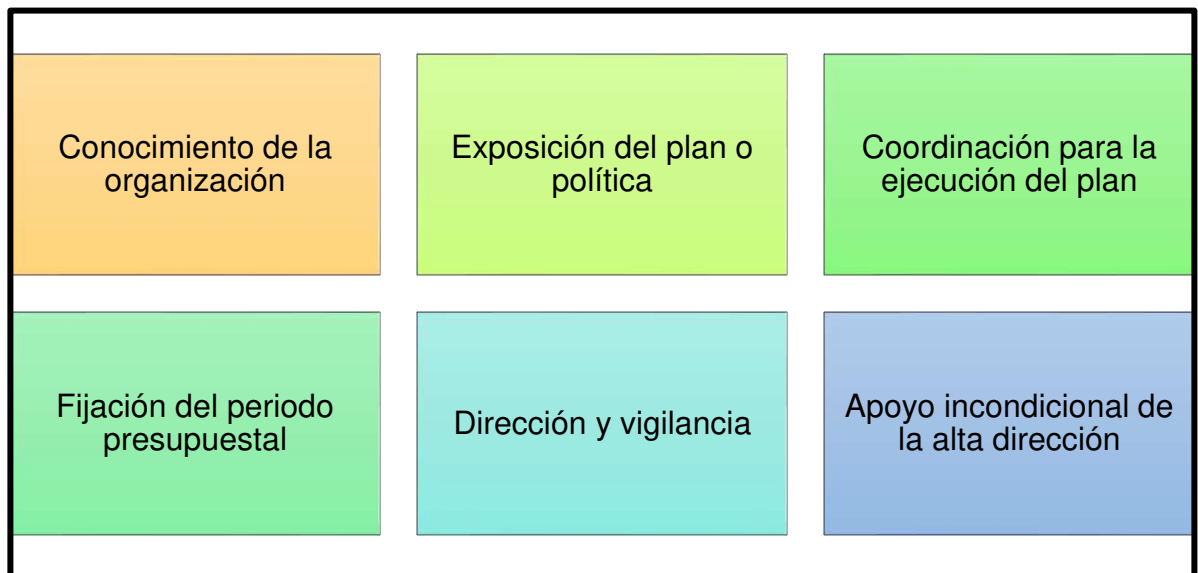 Conocimiento de la
organización
Exposición del plan o
política
Coordinación para la
ejecución del plan
Fijación del periodo
presupuestal
Dirección y vigilancia
Apoyo incondicional de
la alta dirección